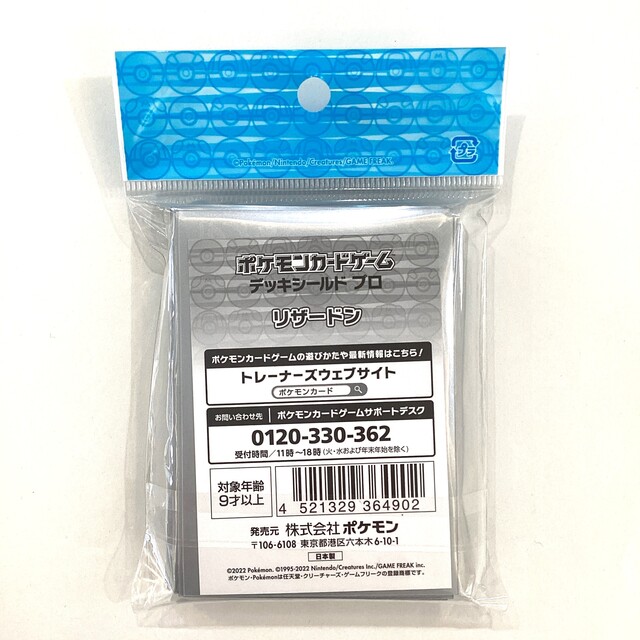 ©Pokémon/Nintendo/Creatures/GAME FREAK.
プラ
ポケモンカードゲーム
デッキシールド プロ
リザードン
ポケモンカードゲームの遊びかたや最新情報はこちら！
トレーナーズウェブサイト
ポケモンカード
お問い合わせ先 ポケモンカードゲームサポートデスク
0120-330-362
受付時間／11時～18時（火・水および年末年始を除く）
対象年齢
9才以上
4 521329 364902
発売元 株式会社ポケモン
〒106-6108 東京都港区六本木6-10-1
日本製
©2022 Pokémon. ©1995-2022 Nintendo/Creatures Inc./GAME FREAK inc.
ポケモン・Pokémonは任天堂・クリーチャーズ・ゲームフリークの登録商標です。